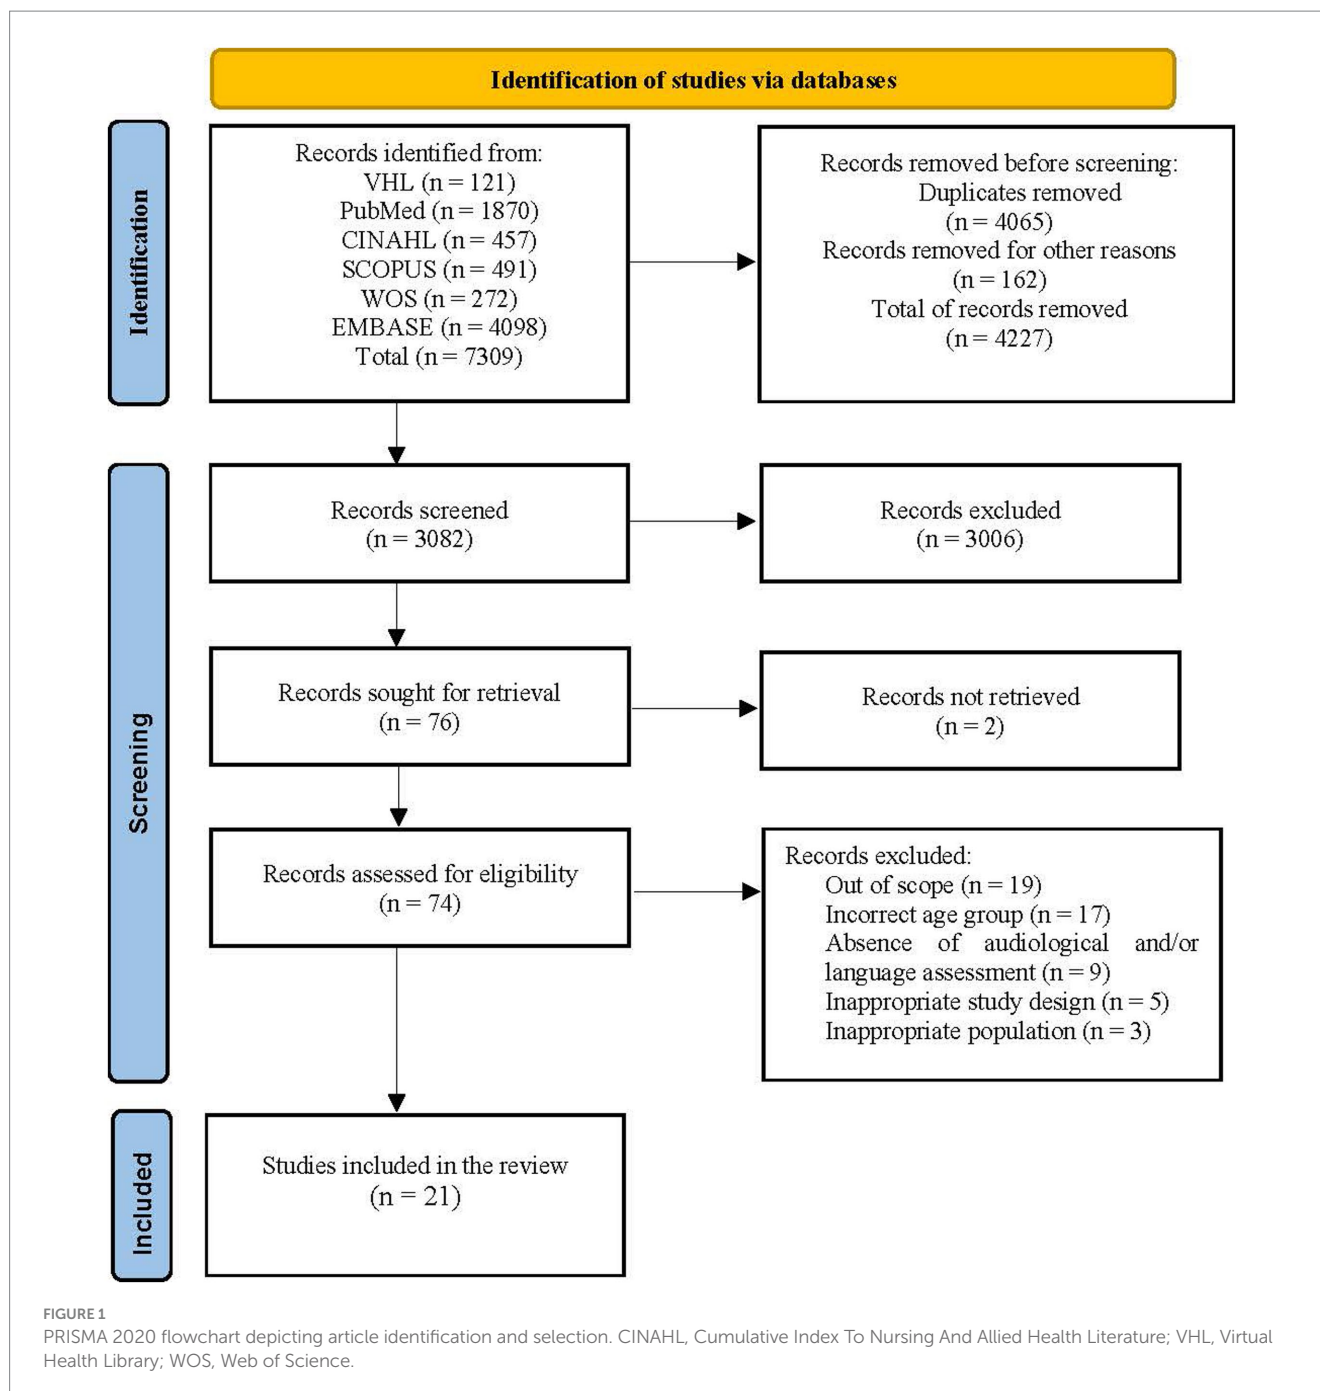 Identification of studies via databases
Identification
Records identified from:
VHL (n = 121)
PubMed (n = 1870)
CINAHL (n = 457)
SCOPUS (n = 491)
WOS (n = 272)
EMBASE (n = 4098)
Total (n = 7309)
Records removed before screening:
Duplicates removed
(n = 4065)
Records removed for other reasons
(n = 162)
Total of records removed
(n = 4227)
Screening
Records screened
(n = 3082)
Records excluded
(n = 3006)
Records sought for retrieval
(n = 76)
Records not retrieved
(n = 2)
Records assessed for eligibility
(n = 74)
Records excluded:
Out of scope (n = 19)
Incorrect age group (n = 17)
Absence of audiological and/or
language assessment (n = 9)
Inappropriate study design (n = 5)
Inappropriate population (n = 3)
Included
Studies included in the review
(n = 21)
FIGURE 1
PRISMA 2020 flowchart depicting article identification and selection. CINAHL, Cumulative Index To Nursing And Allied Health Literature; VHL, Virtual
Health Library; WOS, Web of Science.